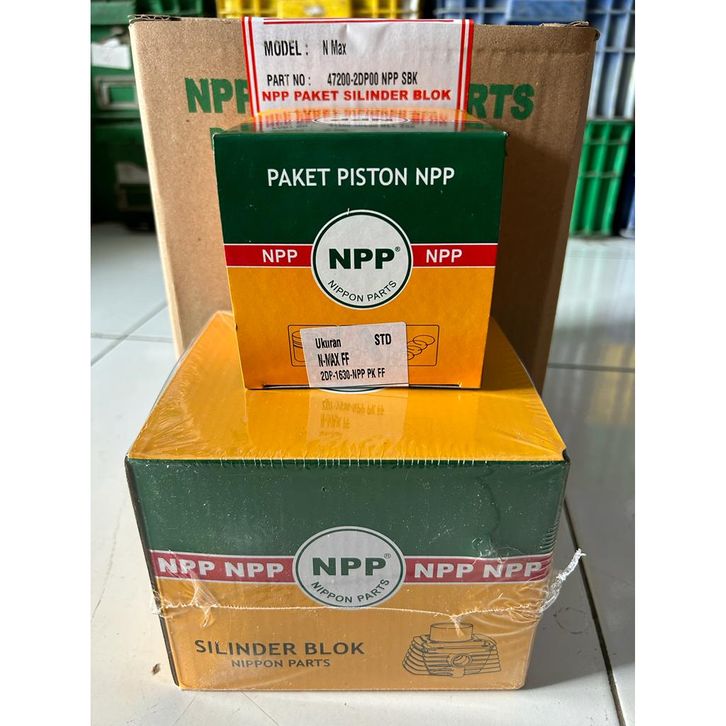 MODEL : N Max
PART NO : 47200-2DP00 NPP SBK
NPP PAKET SILINDER BLOK
NPP RTS
PAKET PISTON NPP
NPP NPP® NPP
NIPPON PARTS
Ukuran STD
N-MAX FF
2DP-1630-NPP PK FF
NPP NPP NPP® NPP NPP
NIPPON PARTS
SILINDER BLOK
NIPPON PARTS